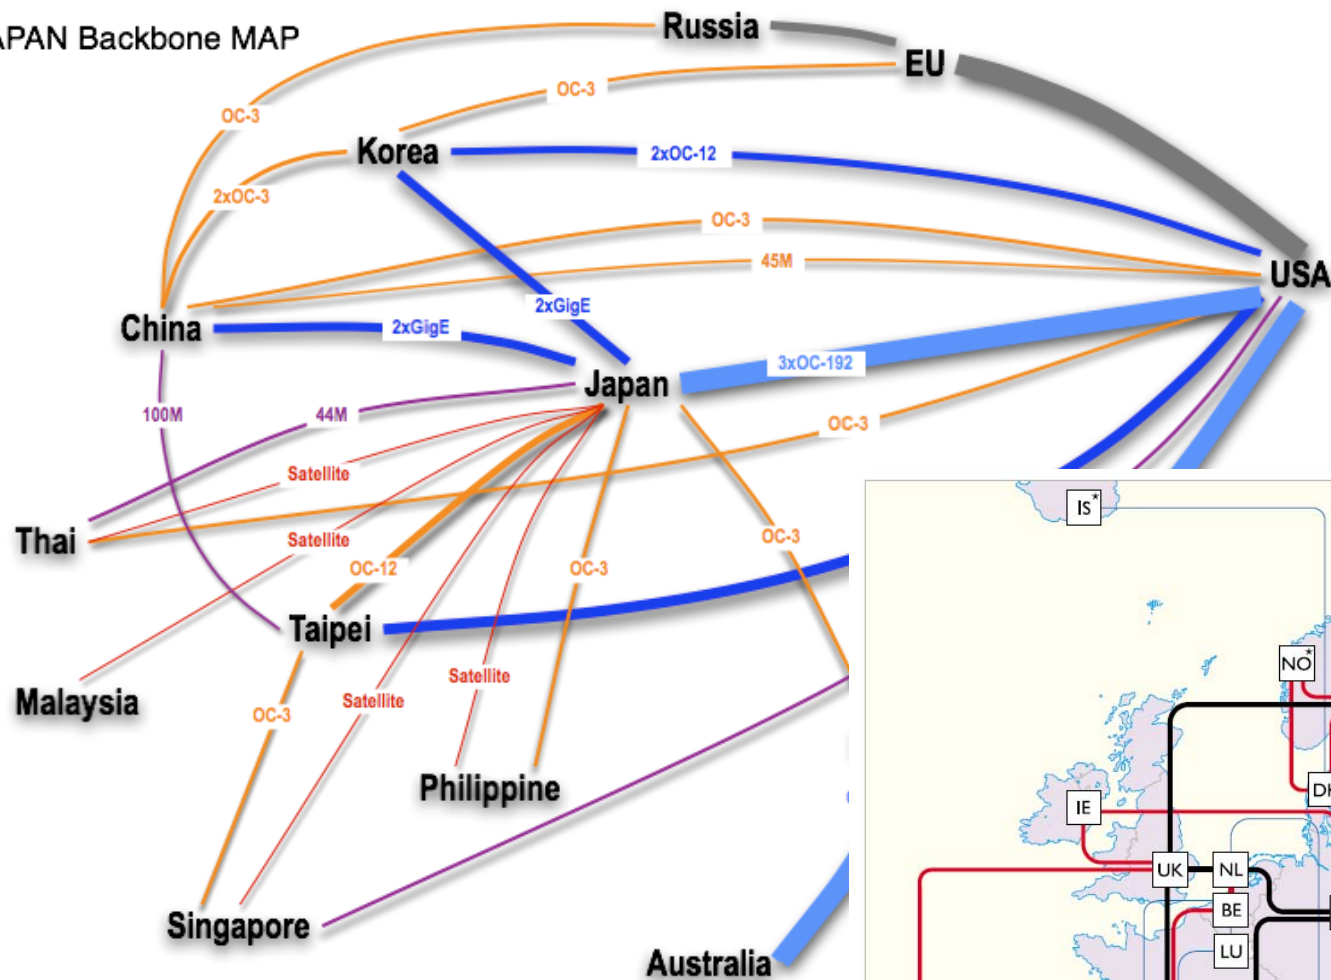 APAN Backbone MAP
Russia
EU
OC-3
OC-3
Korea
2xOC-12
2xOC-3
OC-3
45M
USA
2xGigE
China
2xGigE
3xOC-192
Japan
100M
44M
OC-3
Satellite
Thai
Satellite
OC-3
OC-12
OC-3
Taipei
Satellite
Malaysia
Satellite
OC-3
Philippine
Singapore
Australia
IS*
NO*
IE
UK
NL
BE
LU